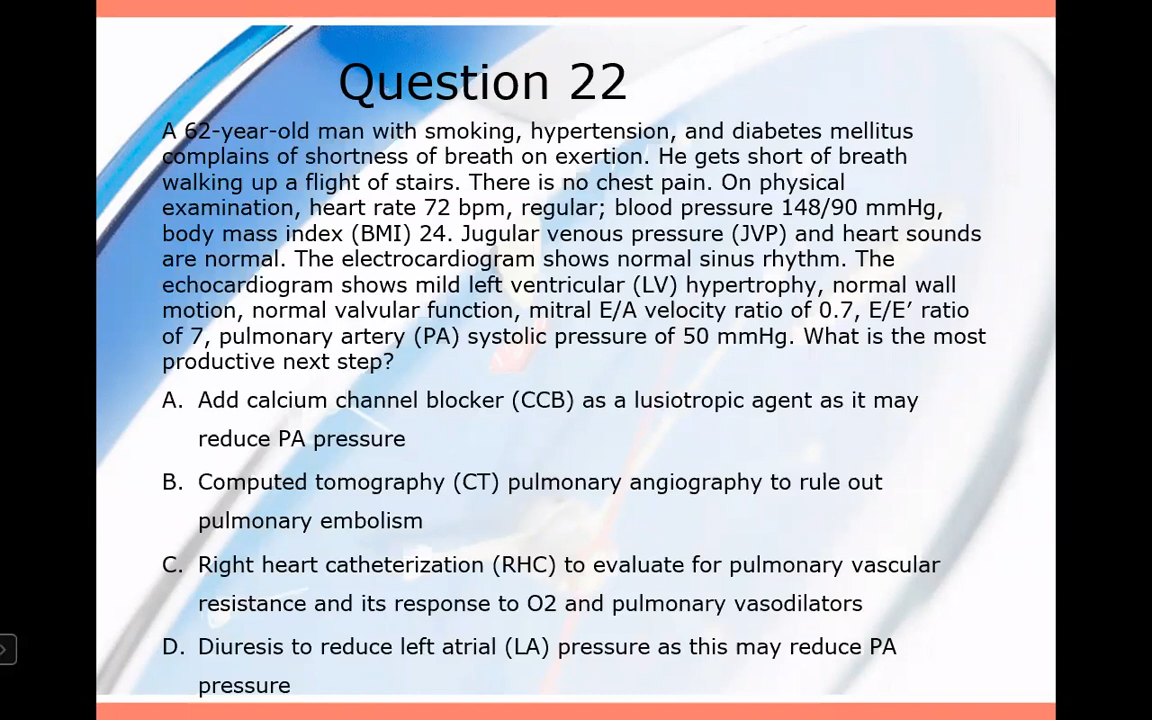 Question 22
A 62-year-old man with smoking, hypertension, and diabetes mellitus
complains of shortness of breath on exertion. He gets short of breath
walking up a flight of stairs. There is no chest pain. On physical
examination, heart rate 72 bpm, regular; blood pressure 148/90 mmHg,
body mass index (BMI) 24. Jugular venous pressure (JVP) and heart sounds
are normal. The electrocardiogram shows normal sinus rhythm. The
echocardiogram shows mild left ventricular (LV) hypertrophy, normal wall
motion, normal valvular function, mitral E/A velocity ratio of 0.7, E/E’ ratio
of 7, pulmonary artery (PA) systolic pressure of 50 mmHg. What is the most
productive next step?
A. Add calcium channel blocker (CCB) as a lusiotropic agent as it may
reduce PA pressure
B. Computed tomography (CT) pulmonary angiography to rule out
pulmonary embolism
C. Right heart catheterization (RHC) to evaluate for pulmonary vascular
resistance and its response to O2 and pulmonary vasodilators
D. Diuresis to reduce left atrial (LA) pressure as this may reduce PA
pressure